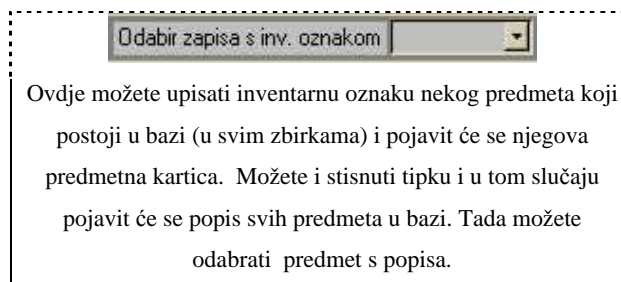 Odabir zapisa s inv. oznakom
Ovdje možete upisati inventarnu oznaku nekog predmeta koji
postoji u bazi (u svim zbirkama) i pojavit će se njegova
predmetna kartica. Možete i stisnuti tipku i u tom slučaju
pojavit će se popis svih predmeta u bazi. Tada možete
odabrati predmet s popisa.